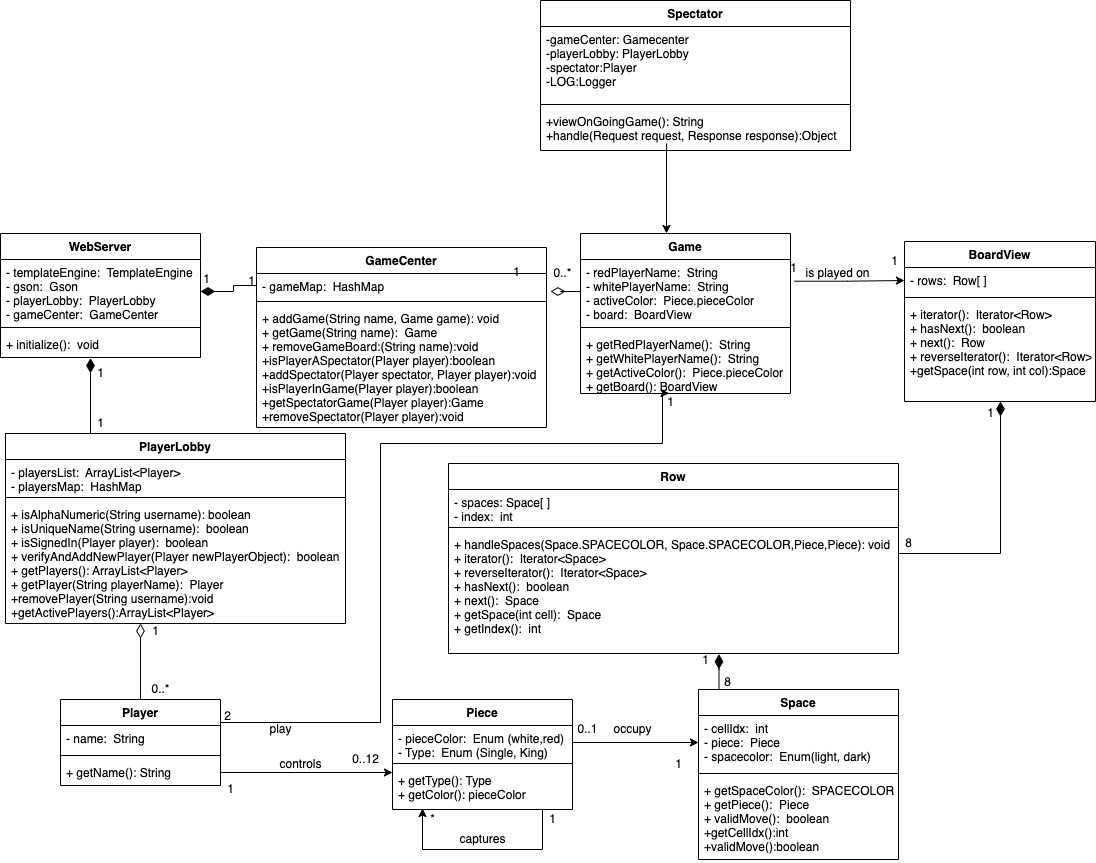 Spectator
-gameCenter: Gamecenter
-playerLobby: PlayerLobby
-spectator:Player
-LOG:Logger
+viewOnGoingGame(): String
+handle(Request request, Response response):Object
WebServer
- templateEngine: TemplateEngine
- gson: Gson
- playerLobby: PlayerLobby
- gameCenter: GameCenter
+ initialize(): void
1
1
GameCenter
1
- gameMap: HashMap
+ addGame(String name, Game game): void
+ getGame(String name): Game
+ removeGameBoard:(String name):void
+isPlayerASpectator(Player player):boolean
+addSpectator(Player spectator, Player player):void
+isPlayerInGame(Player player):boolean
+getSpectatorGame(Player player):Game
+removeSpectator(Player player):void
0..*
Game
- redPlayerName: String
- whitePlayerName: String
- activeColor: Piece.pieceColor
- board: BoardView
+ getRedPlayerName(): String
+ getWhitePlayerName(): String
+ getActiveColor(): Piece.pieceColor
+ getBoard(): BoardView
1
1
is played on
1
BoardView
- rows: Row[ ]
+ iterator(): Iterator<Row>
+ hasNext(): boolean
+ next(): Row
+ reverseIterator(): Iterator<Row>
+getSpace(int row, int col):Space
1
1
1
PlayerLobby
- playersList: ArrayList<Player>
- playersMap: HashMap
+ isAlphaNumeric(String username): boolean
+ isUniqueName(String username): boolean
+ isSignedIn(Player player): boolean
+ verifyAndAddNewPlayer(Player newPlayerObject): boolean
+ getPlayers(): ArrayList<Player>
+ getPlayer(String playerName): Player
+removePlayer(String username):void
+getActivePlayers():ArrayList<Player>
1
0..*
Row
- spaces: Space[ ]
- index: int
+ handleSpaces(Space.SPACECOLOR, Space.SPACECOLOR,Piece,Piece): void
+ iterator(): Iterator<Space>
+ reverseIterator(): Iterator<Space>
+ hasNext(): boolean
+ next(): Space
+ getSpace(int cell): Space
+ getIndex(): int
8
1
8
Player
- name: String
+ getName(): String
2
play
controls
0..12
1
Piece
- pieceColor: Enum (white,red)
- Type: Enum (Single, King)
+ getType(): Type
+ getColor(): pieceColor
*
1
captures
0..1
occupy
1
Space
- cellIdx: int
- piece: Piece
- spacecolor: Enum(light, dark)
+ getSpaceColor(): SPACECOLOR
+ getPiece(): Piece
+ validMove(): boolean
+getCellIdx():int
+validMove():boolean